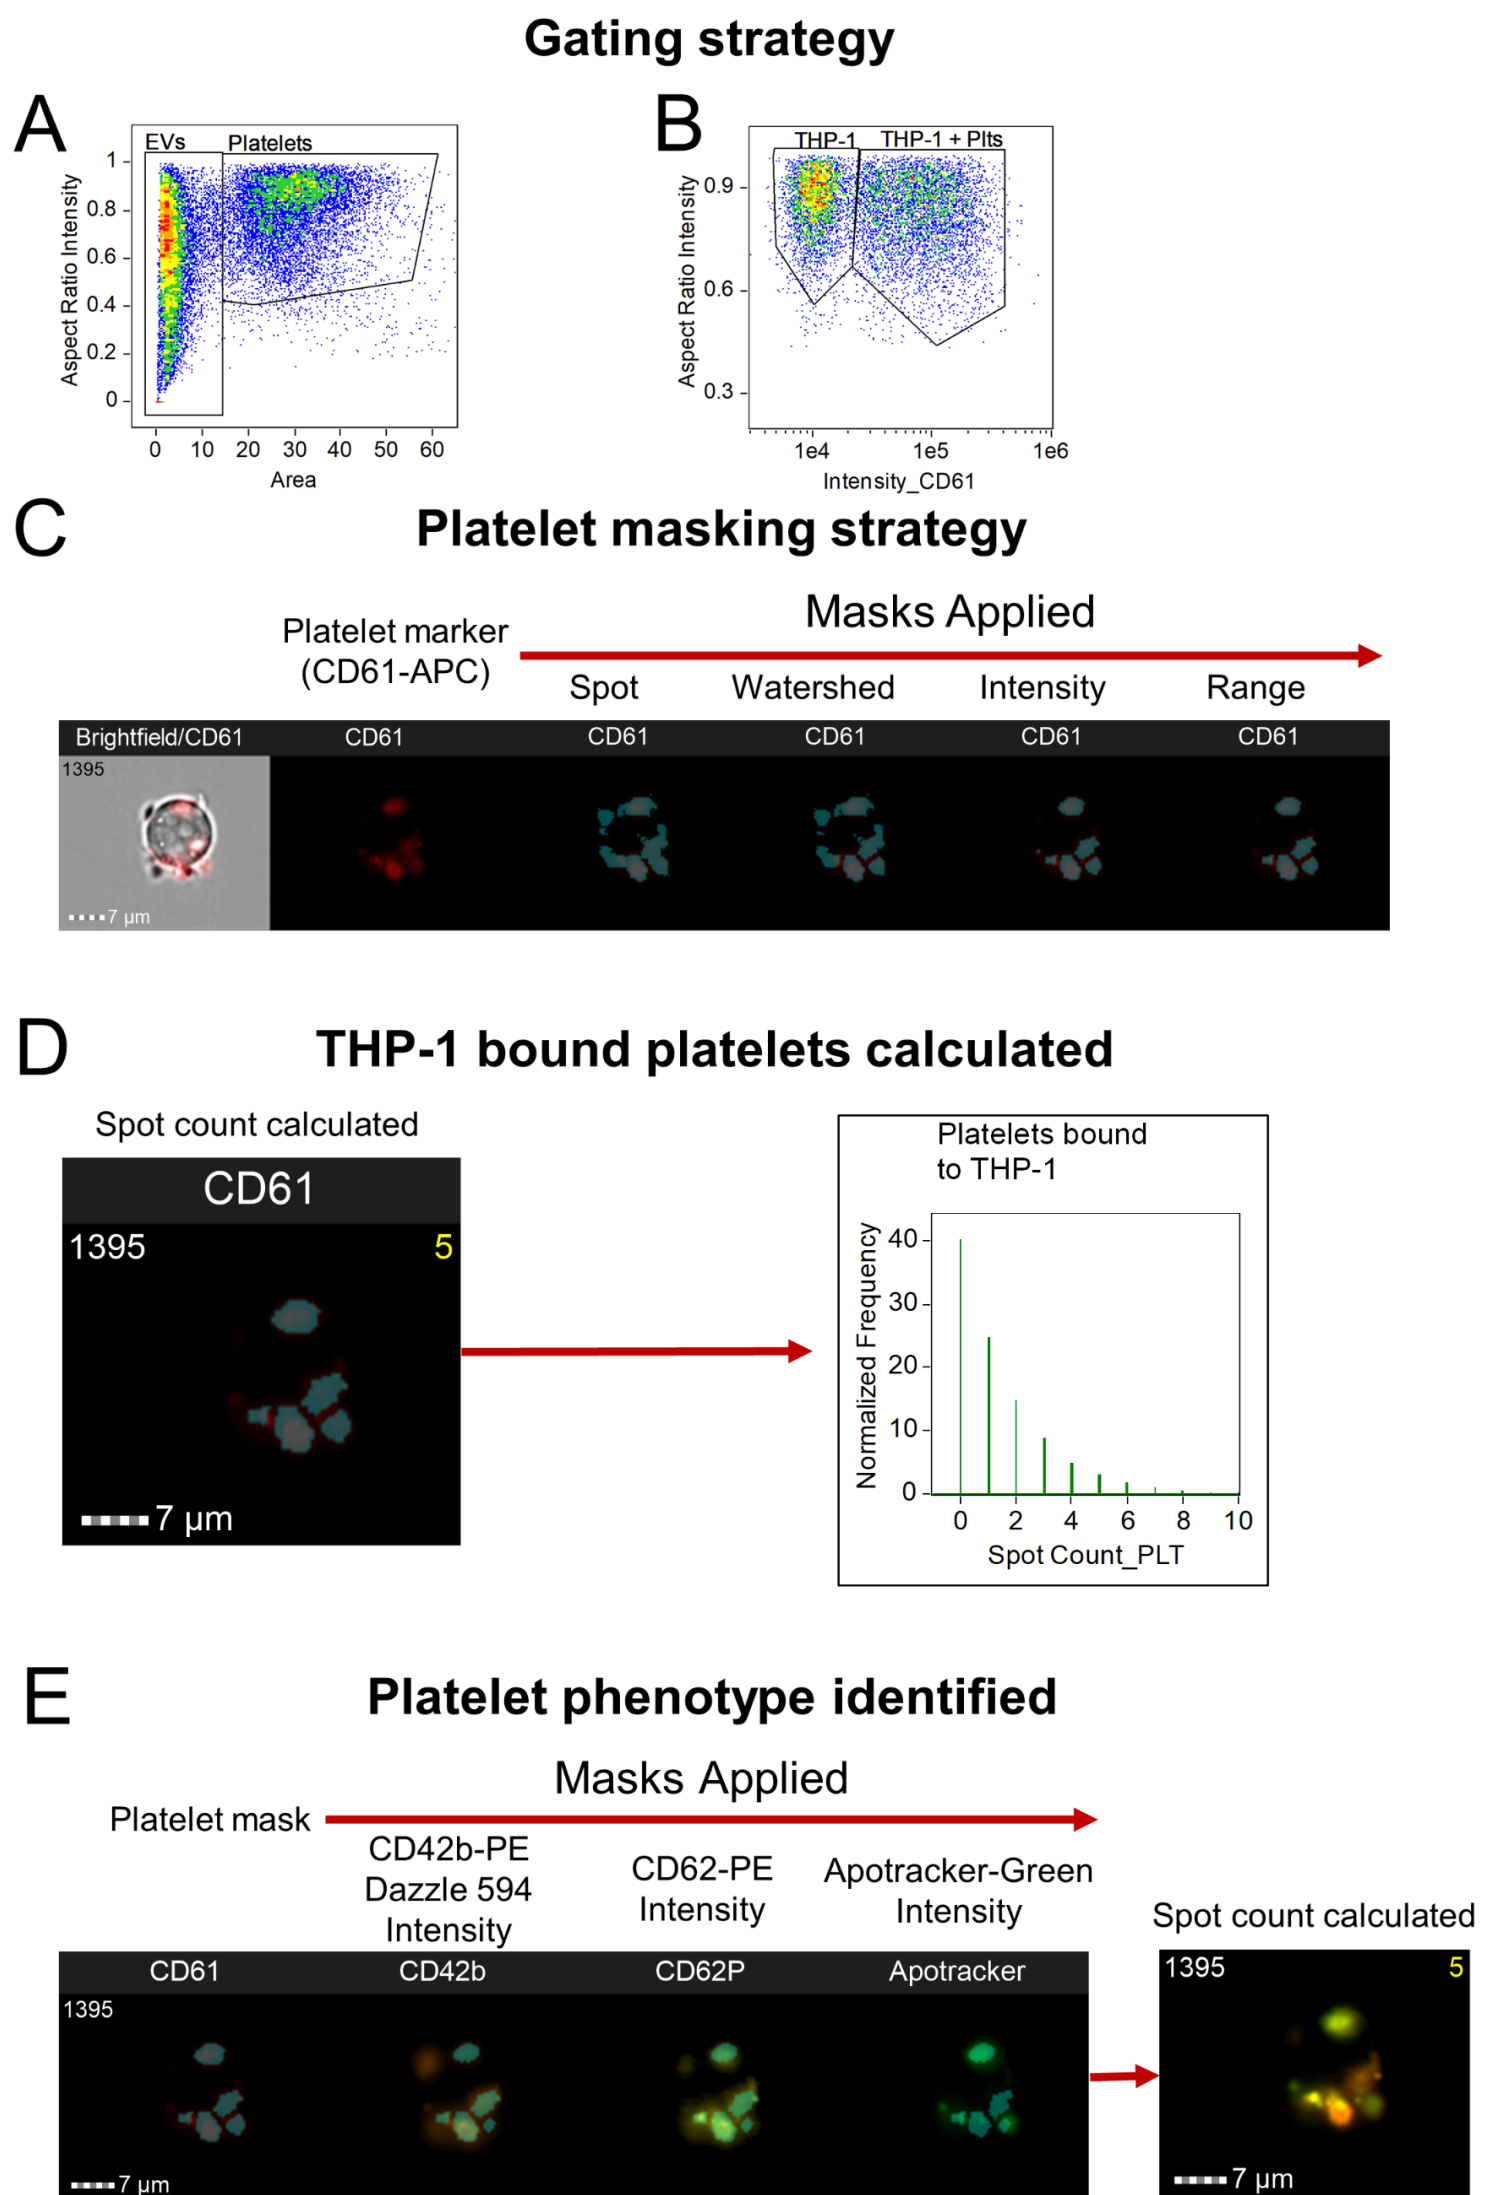 Gating strategy
A
EVs
Platelets
1
0.8
0.6
0.4
0.2
0
Aspect Ratio Intensity
0 10 20 30 40 50 60
Area
B
THP-1
THP-1 + Plts
0.9
0.6
0.3
Aspect Ratio Intensity
1e4 1e5 1e6
Intensity_CD61
C
Platelet masking strategy
Masks Applied
Platelet marker
(CD61-APC)
Spot Watershed Intensity Range
Brightfield/CD61 CD61 CD61 CD61 CD61 CD61
1395
7 µm
D
THP-1 bound platelets calculated
Spot count calculated
CD61
1395 5
7 µm
Platelets bound
to THP-1
40
30
20
10
0
Normalized Frequency
0 2 4 6 8 10
Spot Count_PLT
E
Platelet phenotype identified
Masks Applied
Platelet mask
CD42b-PE
Dazzle 594
Intensity
CD62-PE
Intensity
Apotracker-Green
Intensity
Spot count calculated
CD61 CD42b CD62P Apotracker
1395
7 µm
1395 5
7 µm